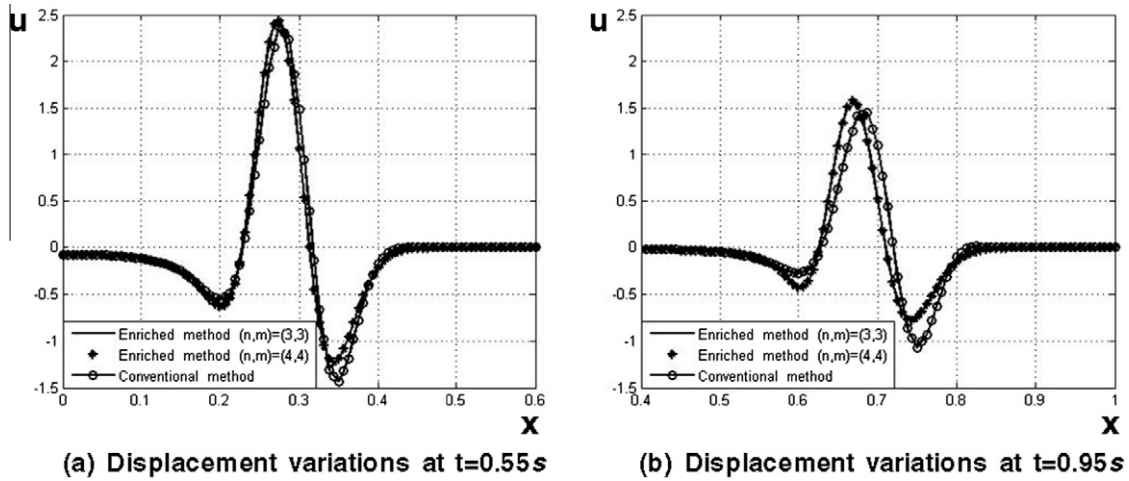 u
2.5
2
1.5
1
0.5
0
-0.5
-1
-1.5
Enriched method (n,m)=(3,3)
Enriched method (n,m)=(4,4)
Conventional method
0 0.1 0.2 0.3 0.4 0.5 0.6
x
(a) Displacement variations at t=0.55s
u
2.5
2
1.5
1
0.5
0
-0.5
-1
-1.5
Enriched method (n,m)=(3,3)
Enriched method (n,m)=(4,4)
Conventional method
0.4 0.5 0.6 0.7 0.8 0.9 1
x
(b) Displacement variations at t=0.95s